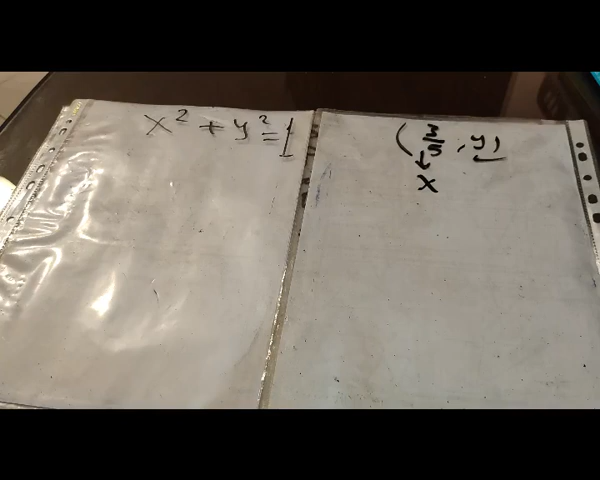 x² + y² = 1
(3/5, y)
x